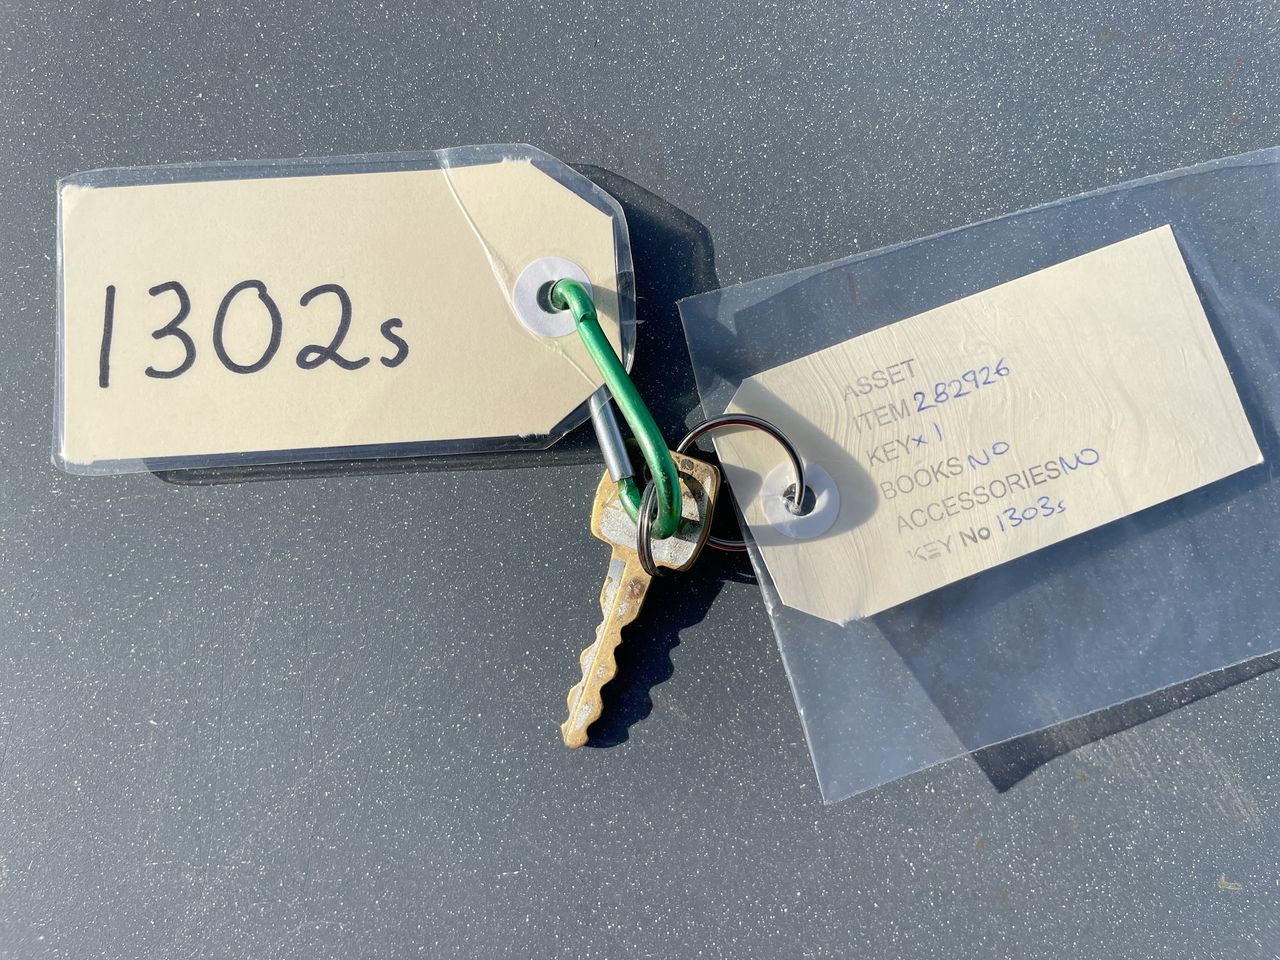 1302s
ASSET
ITEM 282926
KEY x 1
BOOKS NO
ACCESSORIES NO
KEY No 1303s